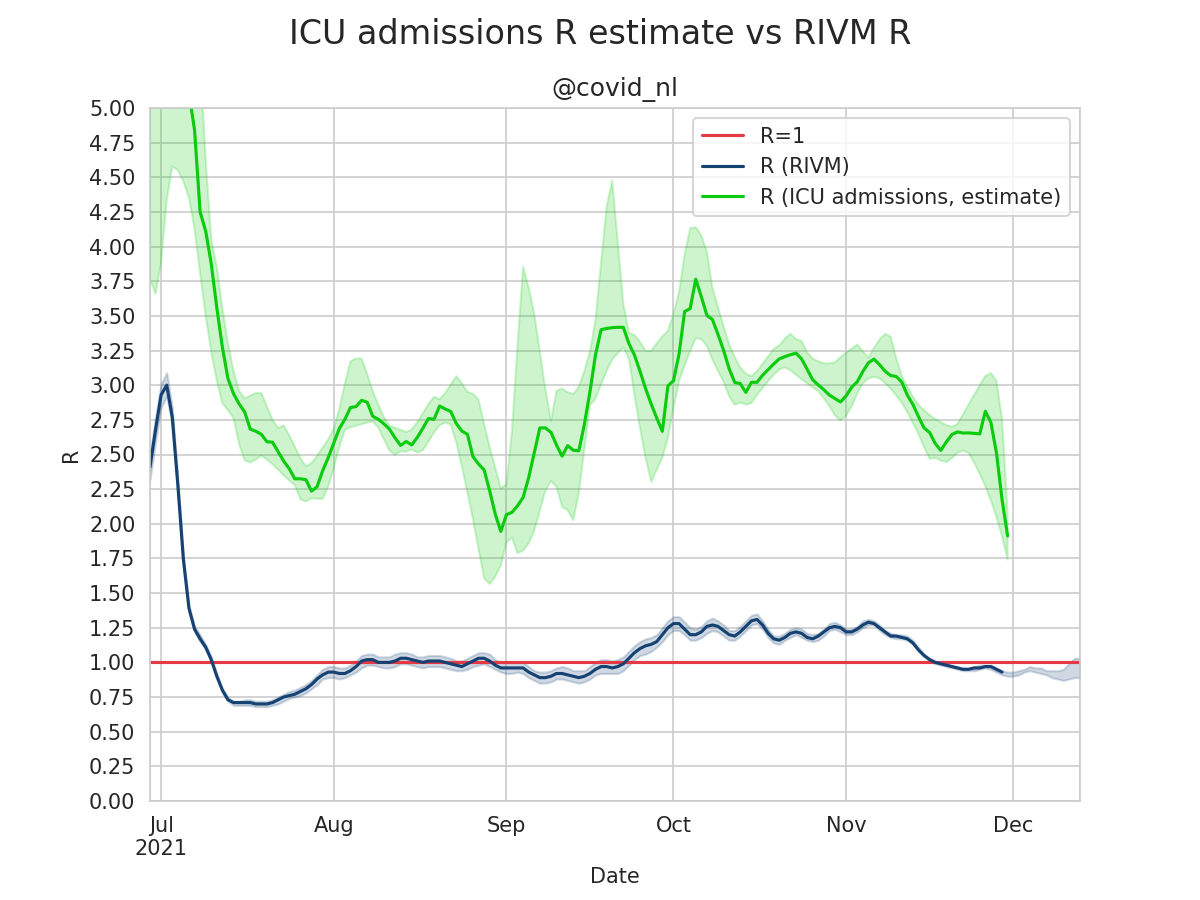 ICU admissions R estimate vs RIVM R
@covid_nl
R=1
R (RIVM)
R (ICU admissions, estimate)
R
5.00
4.75
4.50
4.25
4.00
3.75
3.50
3.25
3.00
2.75
2.50
2.25
2.00
1.75
1.50
1.25
1.00
0.75
0.50
0.25
0.00
Jul Aug Sep Oct Nov Dec
2021
Date